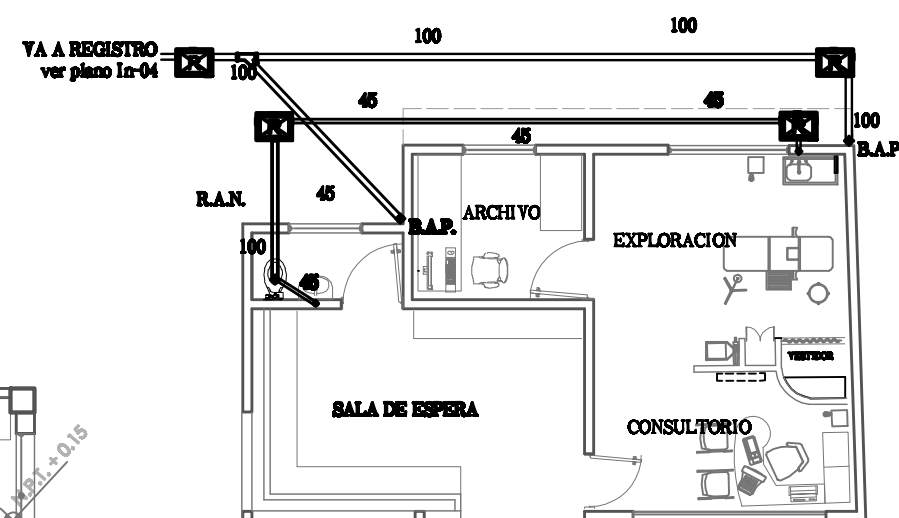 100
100
VA A REGISTRO
ver plano In-04
100
R
R
45
45
100
45
B.A.P
R.A.N.
45
ARCHIVO
B.A.P.
EXPLORACION
100
45
VESTIDOR
SALA DE ESPERA
CONSULTORIO
N.P.T. + 0.15